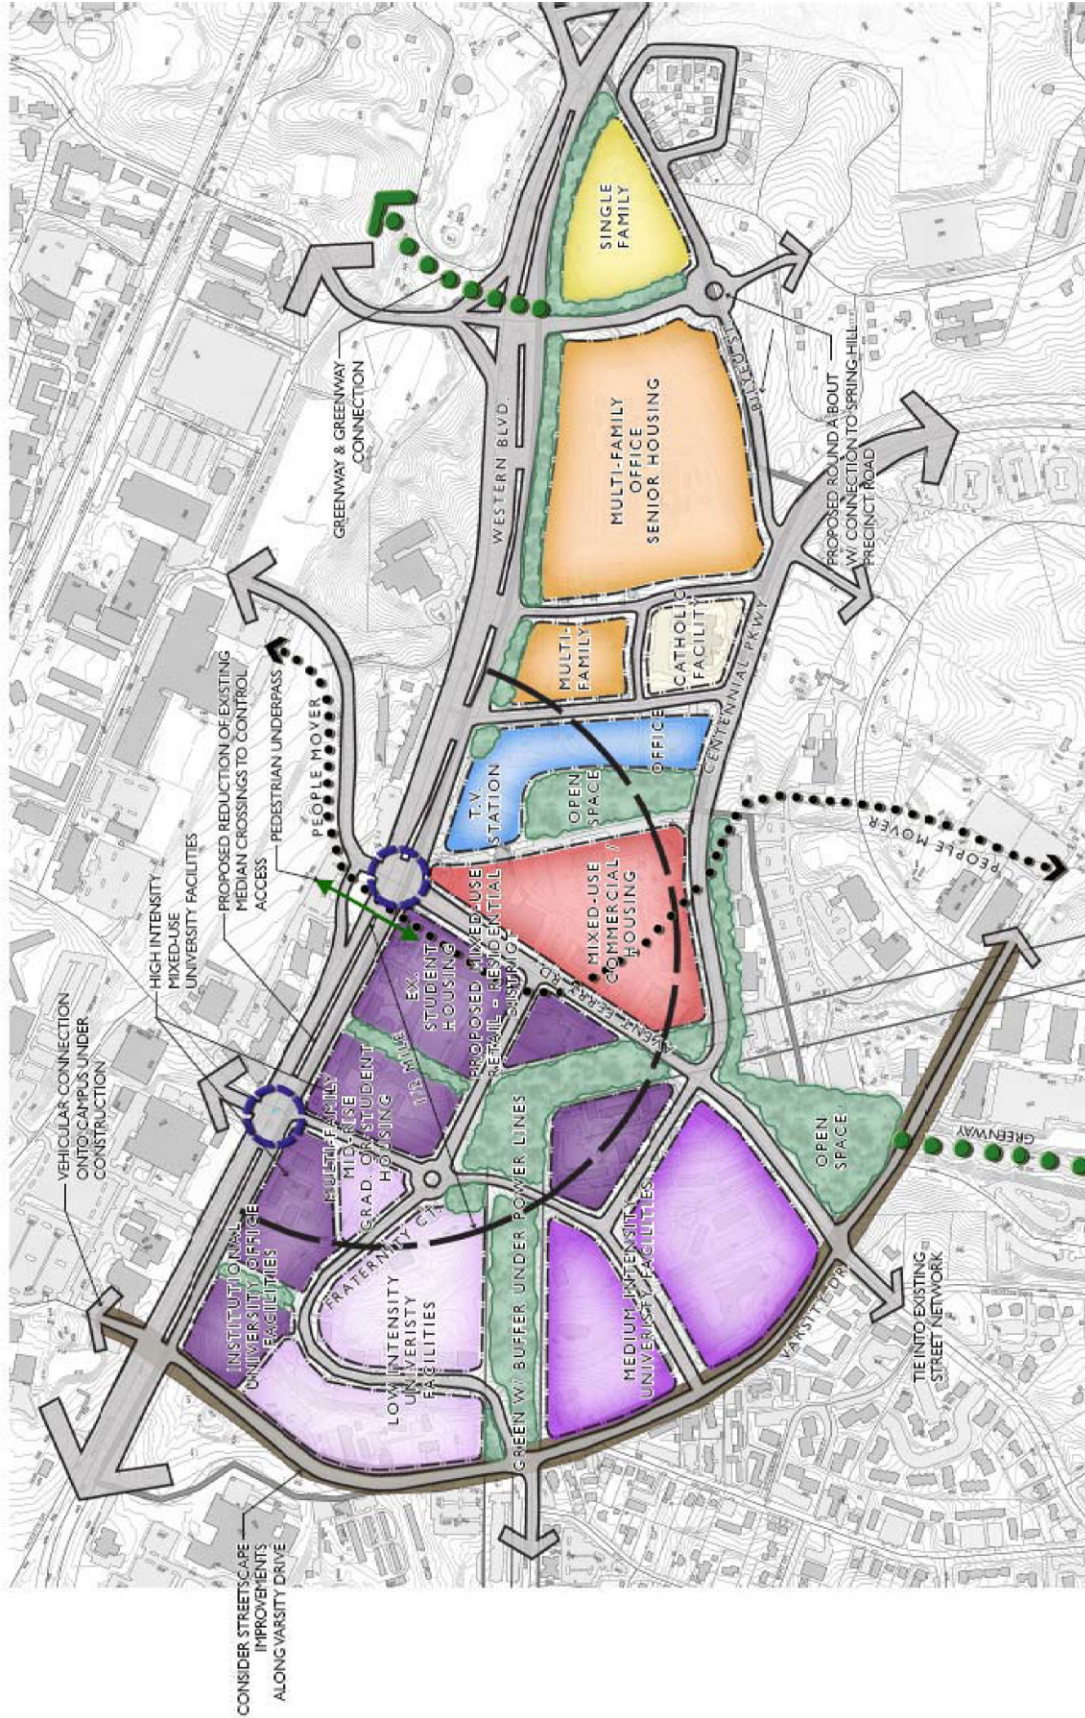 CONSIDER STREETSCAPE
IMPROVEMENTS
ALONG VARSITY DRIVE
VEHICULAR CONNECTION
ONTO CAMPUS UNDER
CONSTRUCTION
HIGH INTENSITY
MIXED-USE
UNIVERSITY FACILITIES
PROPOSED REDUCTION OF EXISTING
MEDIAN CROSSINGS TO CONTROL
ACCESS
PEDESTRIAN UNDERPASS
PEOPLE MOVER
GREENWAY & GREENWAY
CONNECTION
WESTERN BLVD.
INSTITUTIONAL
UNIVERSITY OFFICE
FACILITIES
MULTI-FAMILY
MID-RISE
GRAD. OR STUDENT
HOUSING
FRATERNITY CT.
1/2 MILE
EX.
STUDENT
HOUSING
PROPOSED MIXED-USE
RETAIL - RESIDENTIAL
DISTRICT
T.V.
STATION
OPEN
SPACE
OFFICE
MULTI-
FAMILY
CATHOLIC
FACILITY
MULTI-FAMILY
OFFICE
SENIOR HOUSING
SINGLE
FAMILY
LOW INTENSITY
UNIVERISTY
FACILITIES
GREEN W/ BUFFER UNDER POWER LINES
MEDIUM INTENSITY
UNIVERSITY FACILITIES
AVENT FERRY RD.
MIXED-USE
COMMERCIAL /
HOUSING
CENTENNIAL PKWY
BILYEU ST.
VARSITY DR.
OPEN
SPACE
TIE INTO EXISTING
STREET NETWORK
GREENWAY
PEOPLE MOVER
PROPOSED ROUND ABOUT
W/ CONNECTION TO SPRING HILL
PRECINCT ROAD